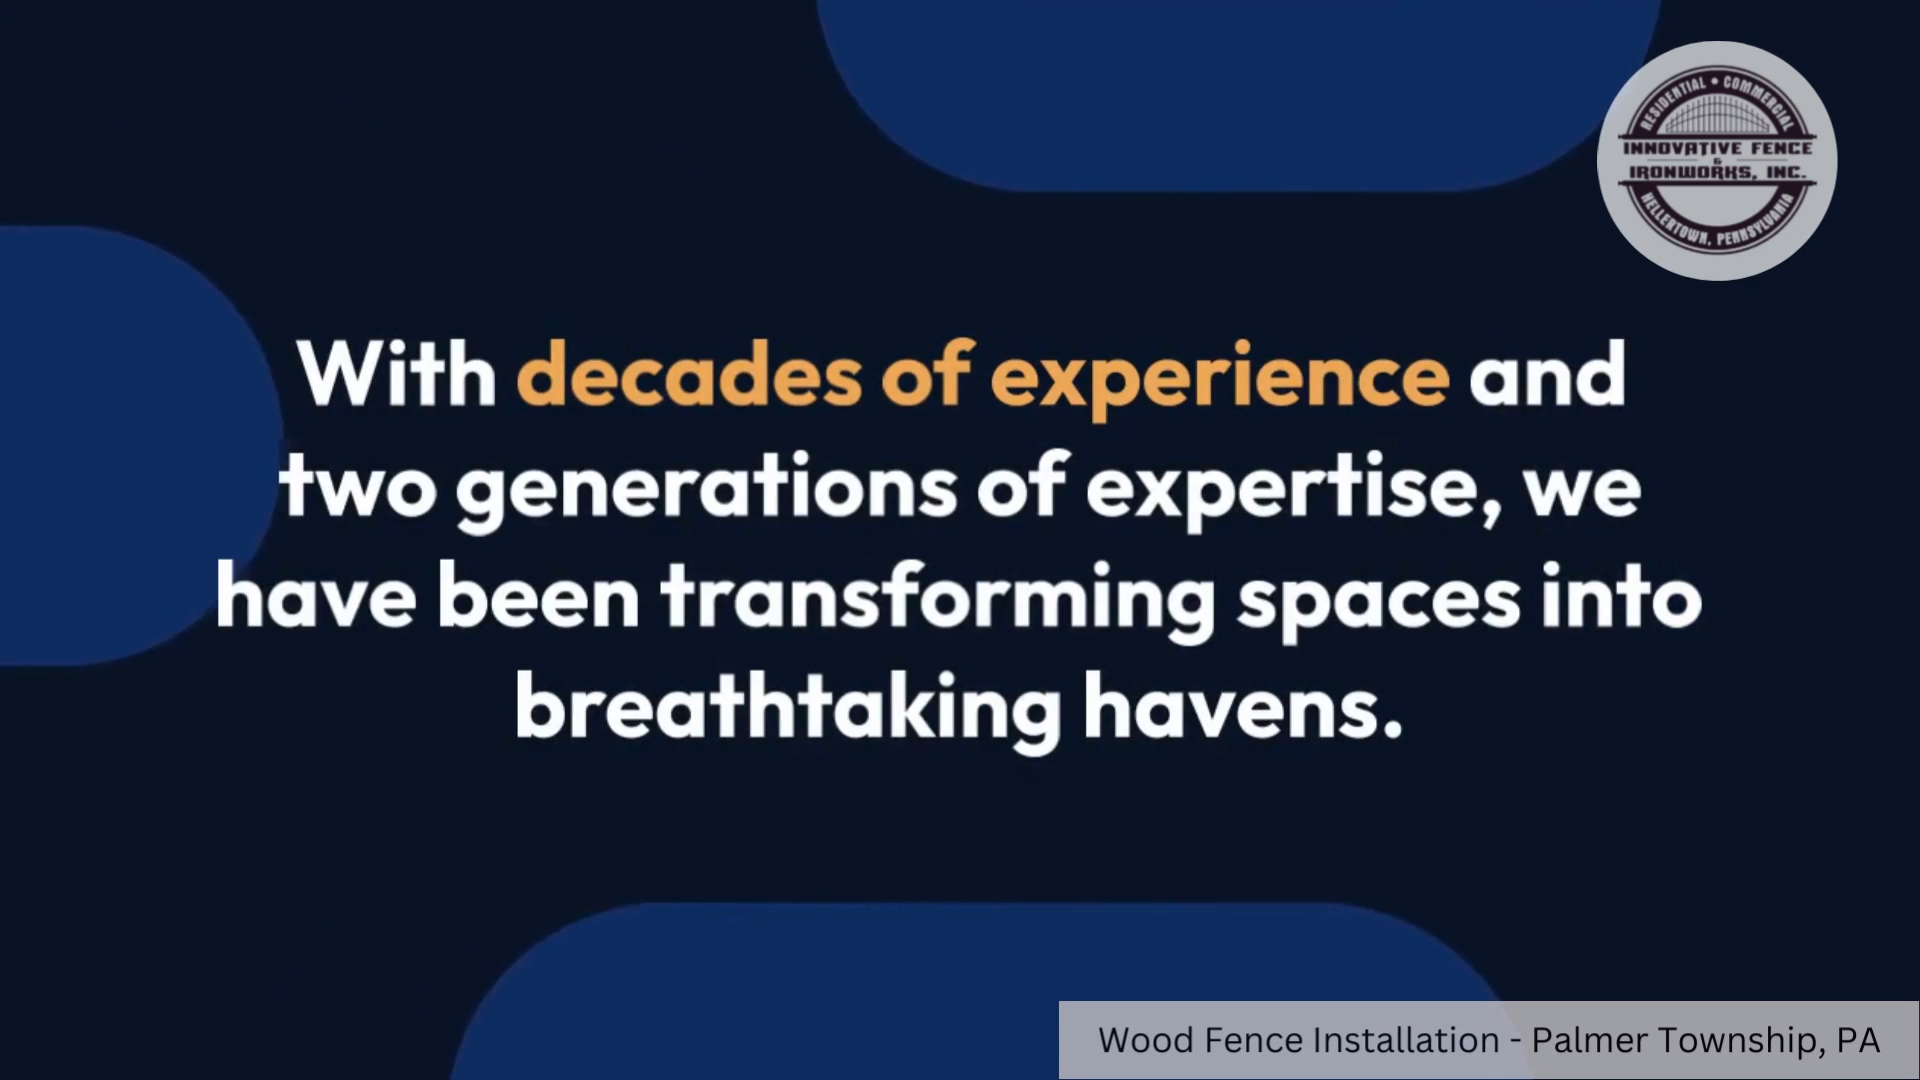 RESIDENTIAL • COMMERCIAL
INNOVATIVE FENCE
&
IRONWORKS, INC.
HELLERTOWN, PENNSYLVANIA
With decades of experience and
two generations of expertise, we
have been transforming spaces into
breathtaking havens.
Wood Fence Installation - Palmer Township, PA